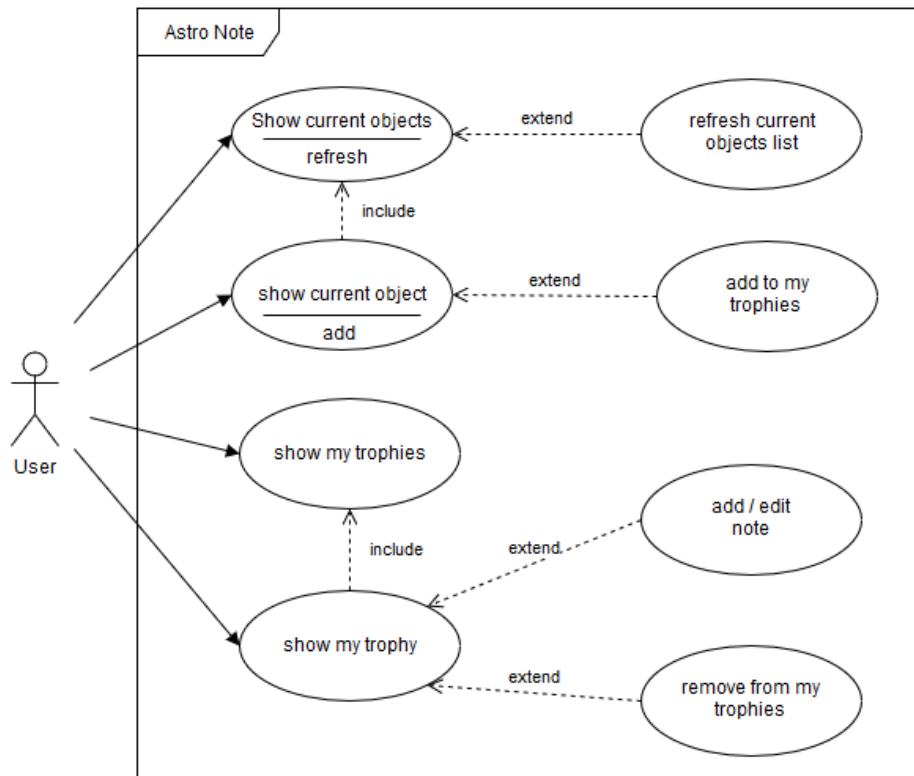 Astro Note
Show current objects
refresh
extend
refresh current
objects list
include
show current object
add
extend
add to my
trophies
User
show my trophies
include
extend
add / edit
note
show my trophy
extend
remove from my
trophies